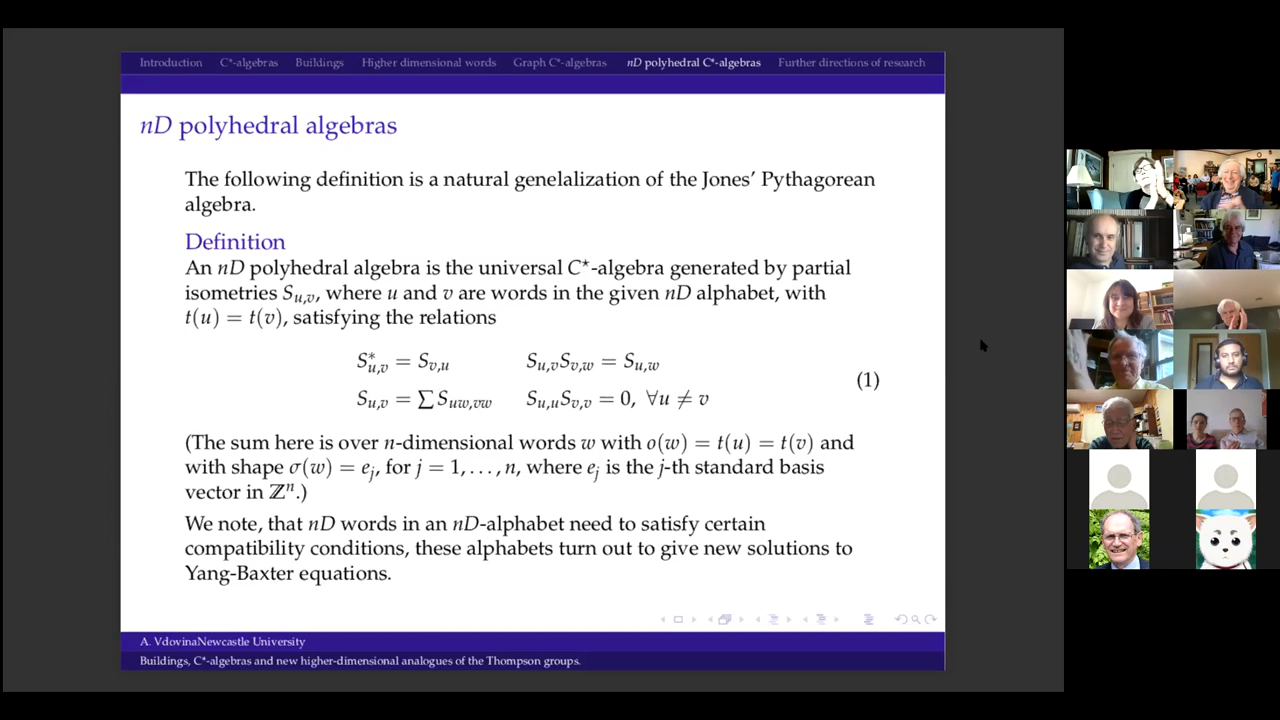 Introduction C*-algebras Buildings Higher dimensional words Graph C*-algebras nD polyhedral C*-algebras Further directions of research
nD polyhedral algebras
The following definition is a natural genelalization of the Jones' Pythagorean
algebra.
Definition
An nD polyhedral algebra is the universal C*-algebra generated by partial
isometries S_{u,v}, where u and v are words in the given nD alphabet, with
t(u) = t(v), satisfying the relations
S*_{u,v} = S_{v,u} S_{u,v}S_{v,w} = S_{u,w}
S_{u,v} = ∑ S_{uw,vw} S_{u,u}S_{v,v} = 0, ∀u ≠ v
(1)
(The sum here is over n-dimensional words w with o(w) = t(u) = t(v) and
with shape σ(w) = e_j, for j = 1, . . . , n, where e_j is the j-th standard basis
vector in ℤⁿ.)
We note, that nD words in an nD-alphabet need to satisfy certain
compatibility conditions, these alphabets turn out to give new solutions to
Yang-Baxter equations.
A. VdovinaNewcastle University
Buildings, C*-algebras and new higher-dimensional analogues of the Thompson groups.